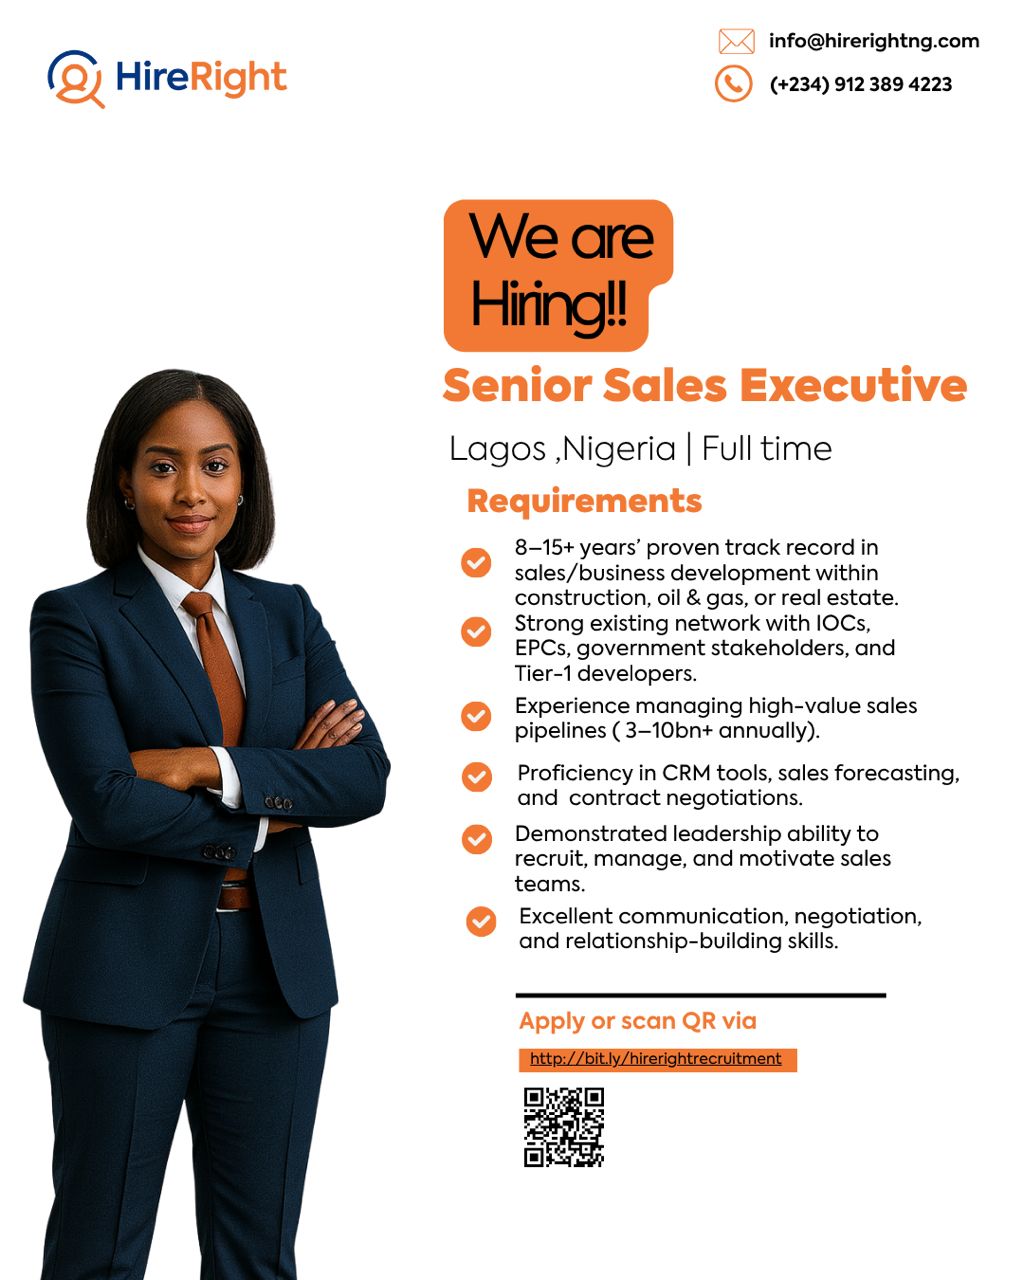 HireRight
info@hirerightng.com
(+234) 912 389 4223
We are
Hiring!!
Senior Sales Executive
Lagos ,Nigeria | Full time
Requirements
8–15+ years’ proven track record in
sales/business development within
construction, oil & gas, or real estate.
Strong existing network with IOCs,
EPCs, government stakeholders, and
Tier-1 developers.
Experience managing high-value sales
pipelines ( 3–10bn+ annually).
Proficiency in CRM tools, sales forecasting,
and  contract negotiations.
Demonstrated leadership ability to
recruit, manage, and motivate sales
teams.
Excellent communication, negotiation,
and relationship-building skills.
Apply or scan QR via
http://bit.ly/hirerightrecruitment